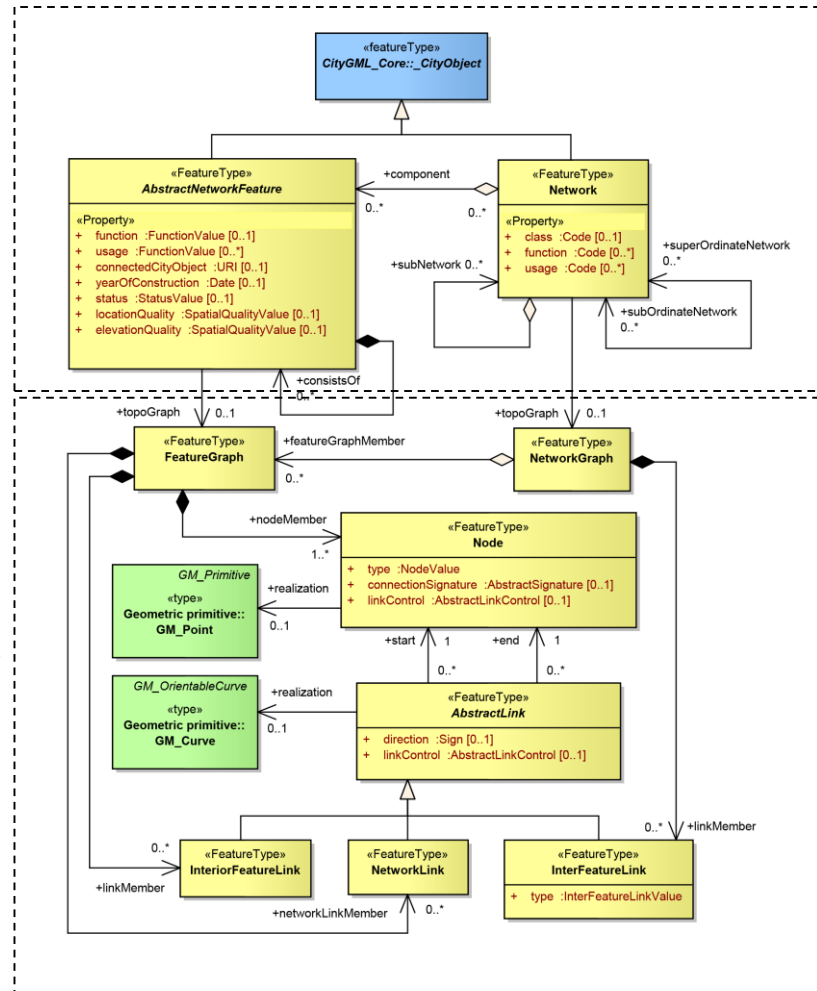 «featureType»
CityGML_Core::_CityObject
«FeatureType»
AbstractNetworkFeature
«Property»
+ function :FunctionValue [0..1]
+ usage :FunctionValue [0..*]
+ connectedCityObject :URI [0..1]
+ yearOfConstruction :Date [0..1]
+ status :StatusValue [0..1]
+ locationQuality :SpatialQualityValue [0..1]
+ elevationQuality :SpatialQualityValue [0..1]
+component
0..*
0..*
«FeatureType»
Network
«Property»
+ class :Code [0..1]
+ function :Code [0..*]
+ usage :Code [0..*]
+superOrdinateNetwork
0..*
+subNetwork 0..*
+subOrdinateNetwork
0..*
+consistsOf
0..*
+topoGraph
0..1
+topoGraph
0..1
«FeatureType»
FeatureGraph
+featureGraphMember
0..*
«FeatureType»
NetworkGraph
+nodeMember
1..*
«FeatureType»
Node
+ type :NodeValue
+ connectionSignature :AbstractSignature [0..1]
+ linkControl :AbstractLinkControl [0..1]
GM_Primitive
«type»
Geometric primitive::
GM_Point
+realization
0..1
+start
1
+end
1
0..*
0..*
GM_OrientableCurve
«type»
Geometric primitive::
GM_Curve
+realization
0..1
«FeatureType»
AbstractLink
+ direction :Sign [0..1]
+ linkControl :AbstractLinkControl [0..1]
0..*
+linkMember
«FeatureType»
InteriorFeatureLink
«FeatureType»
NetworkLink
0..*
+linkMember
«FeatureType»
InterFeatureLink
+ type :InterFeatureLinkValue
+networkLinkMember
0..*